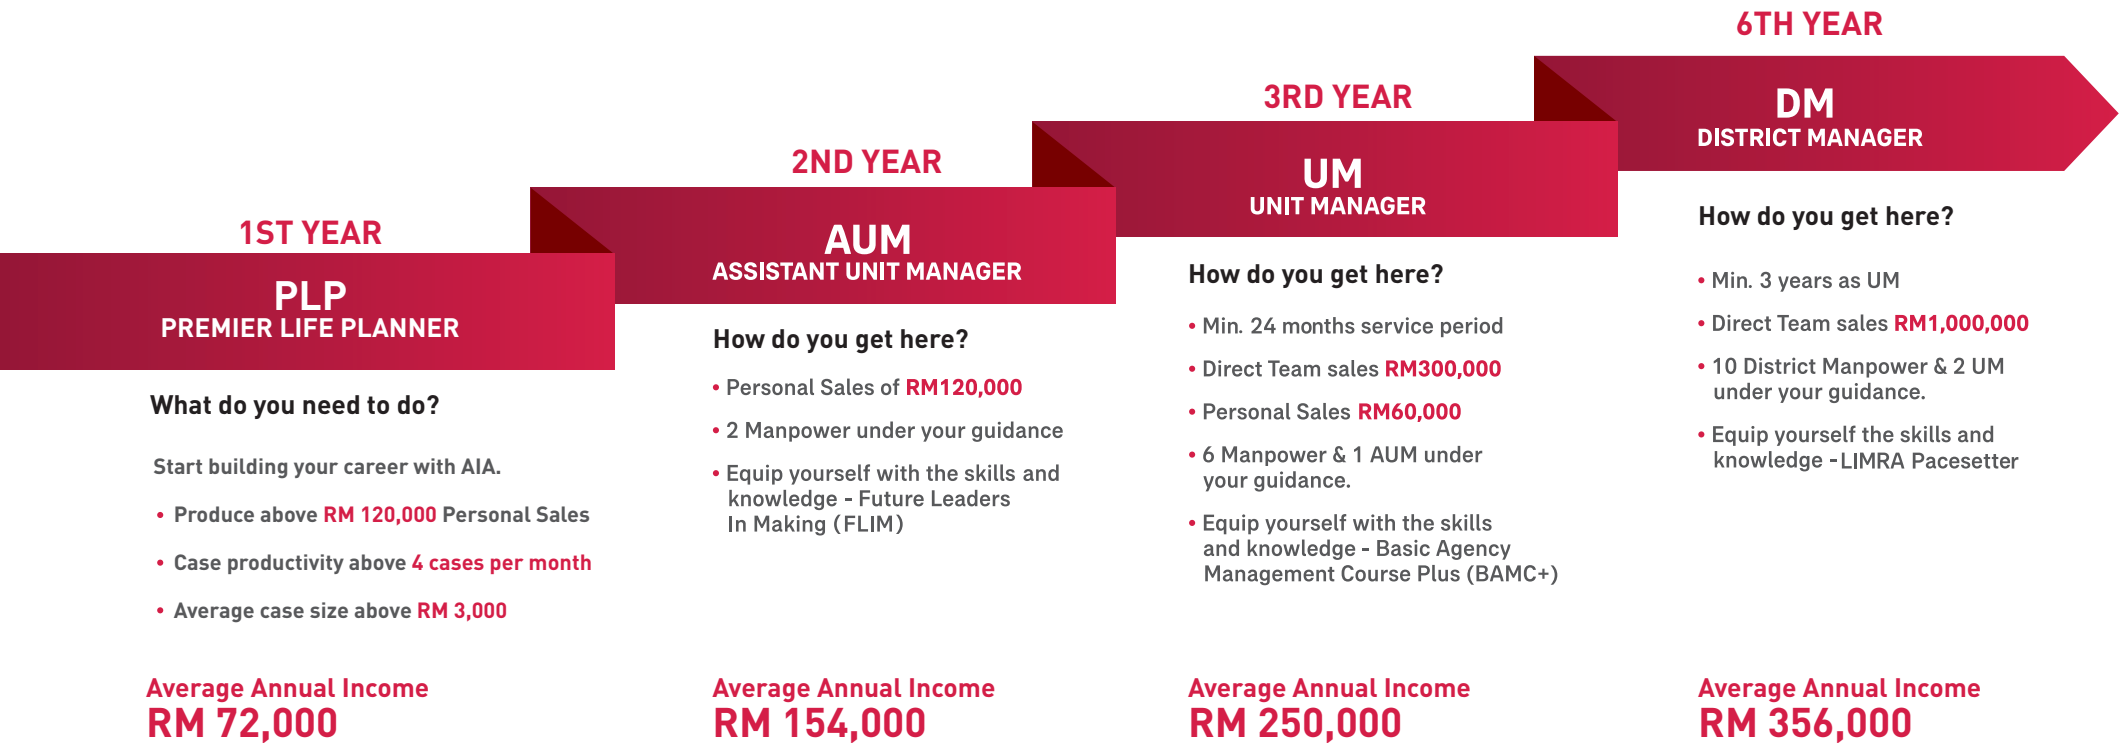 1ST YEAR
PLP
PREMIER LIFE PLANNER
What do you need to do?
Start building your career with AIA.
• Produce above RM 120,000 Personal Sales
• Case productivity above 4 cases per month
• Average case size above RM 3,000
Average Annual Income
RM 72,000
2ND YEAR
AUM
ASSISTANT UNIT MANAGER
How do you get here?
• Personal Sales of RM120,000
• 2 Manpower under your guidance
• Equip yourself with the skills and
knowledge - Future Leaders
In Making (FLIM)
Average Annual Income
RM 154,000
3RD YEAR
UM
UNIT MANAGER
How do you get here?
• Min. 24 months service period
• Direct Team sales RM300,000
• Personal Sales RM60,000
• 6 Manpower & 1 AUM under
your guidance.
• Equip yourself with the skills
and knowledge - Basic Agency
Management Course Plus (BAMC+)
Average Annual Income
RM 250,000
6TH YEAR
DM
DISTRICT MANAGER
How do you get here?
• Min. 3 years as UM
• Direct Team sales RM1,000,000
• 10 District Manpower & 2 UM
under your guidance.
• Equip yourself the skills and
knowledge - LIMRA Pacesetter
Average Annual Income
RM 356,000